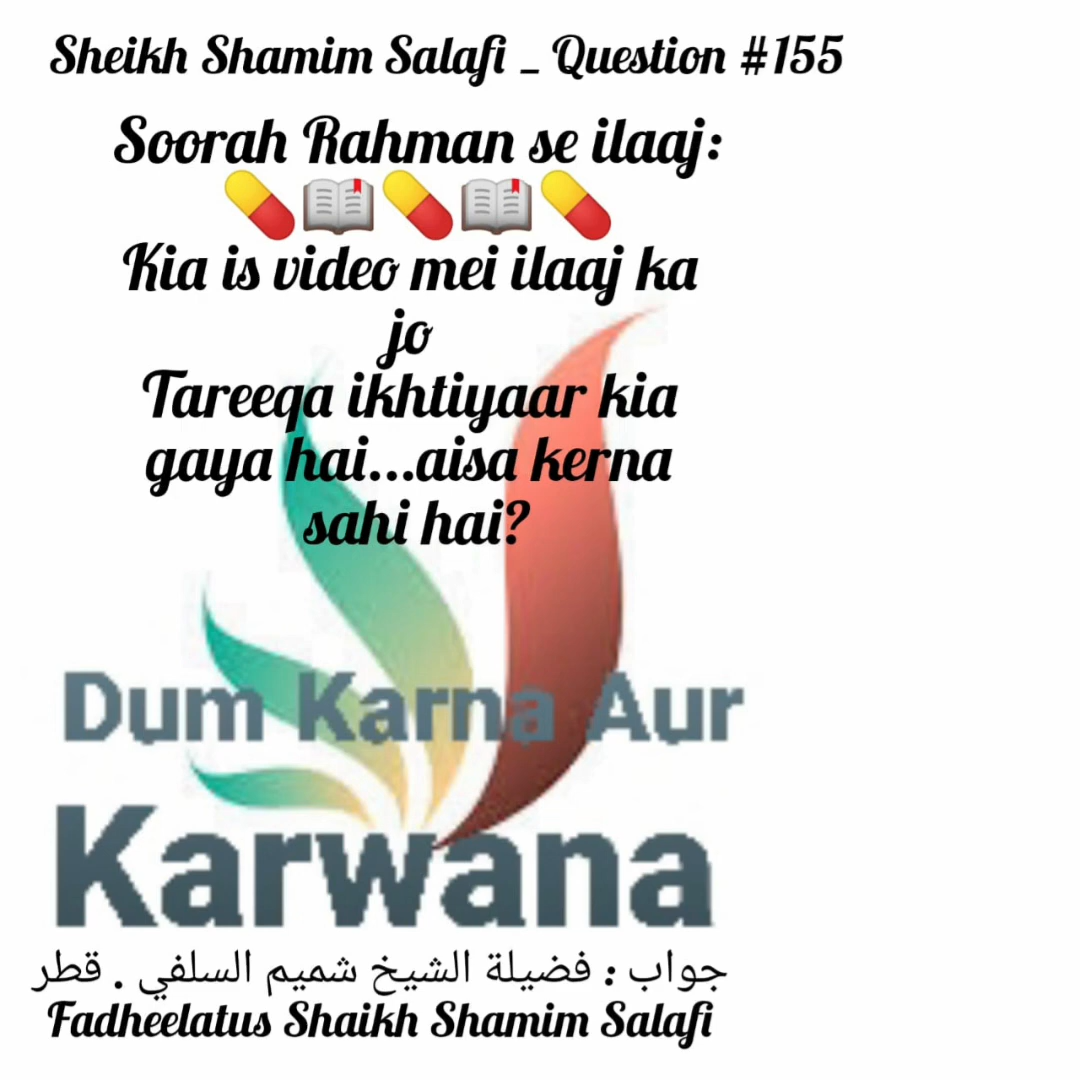 Sheikh Shamim Salafi _ Question #155
Soorah Rahman se ilaaj:
💊📖💊📖💊
Kia is video mei ilaaj ka
jo
Tareeqa ikhtiyaar kia
gaya hai...aisa kerna
sahi hai?
Dum Karna Aur
Karwana
جواب : فضيلة الشيخ شميم السلفي . قطر
Fadheelatus Shaikh Shamim Salafi